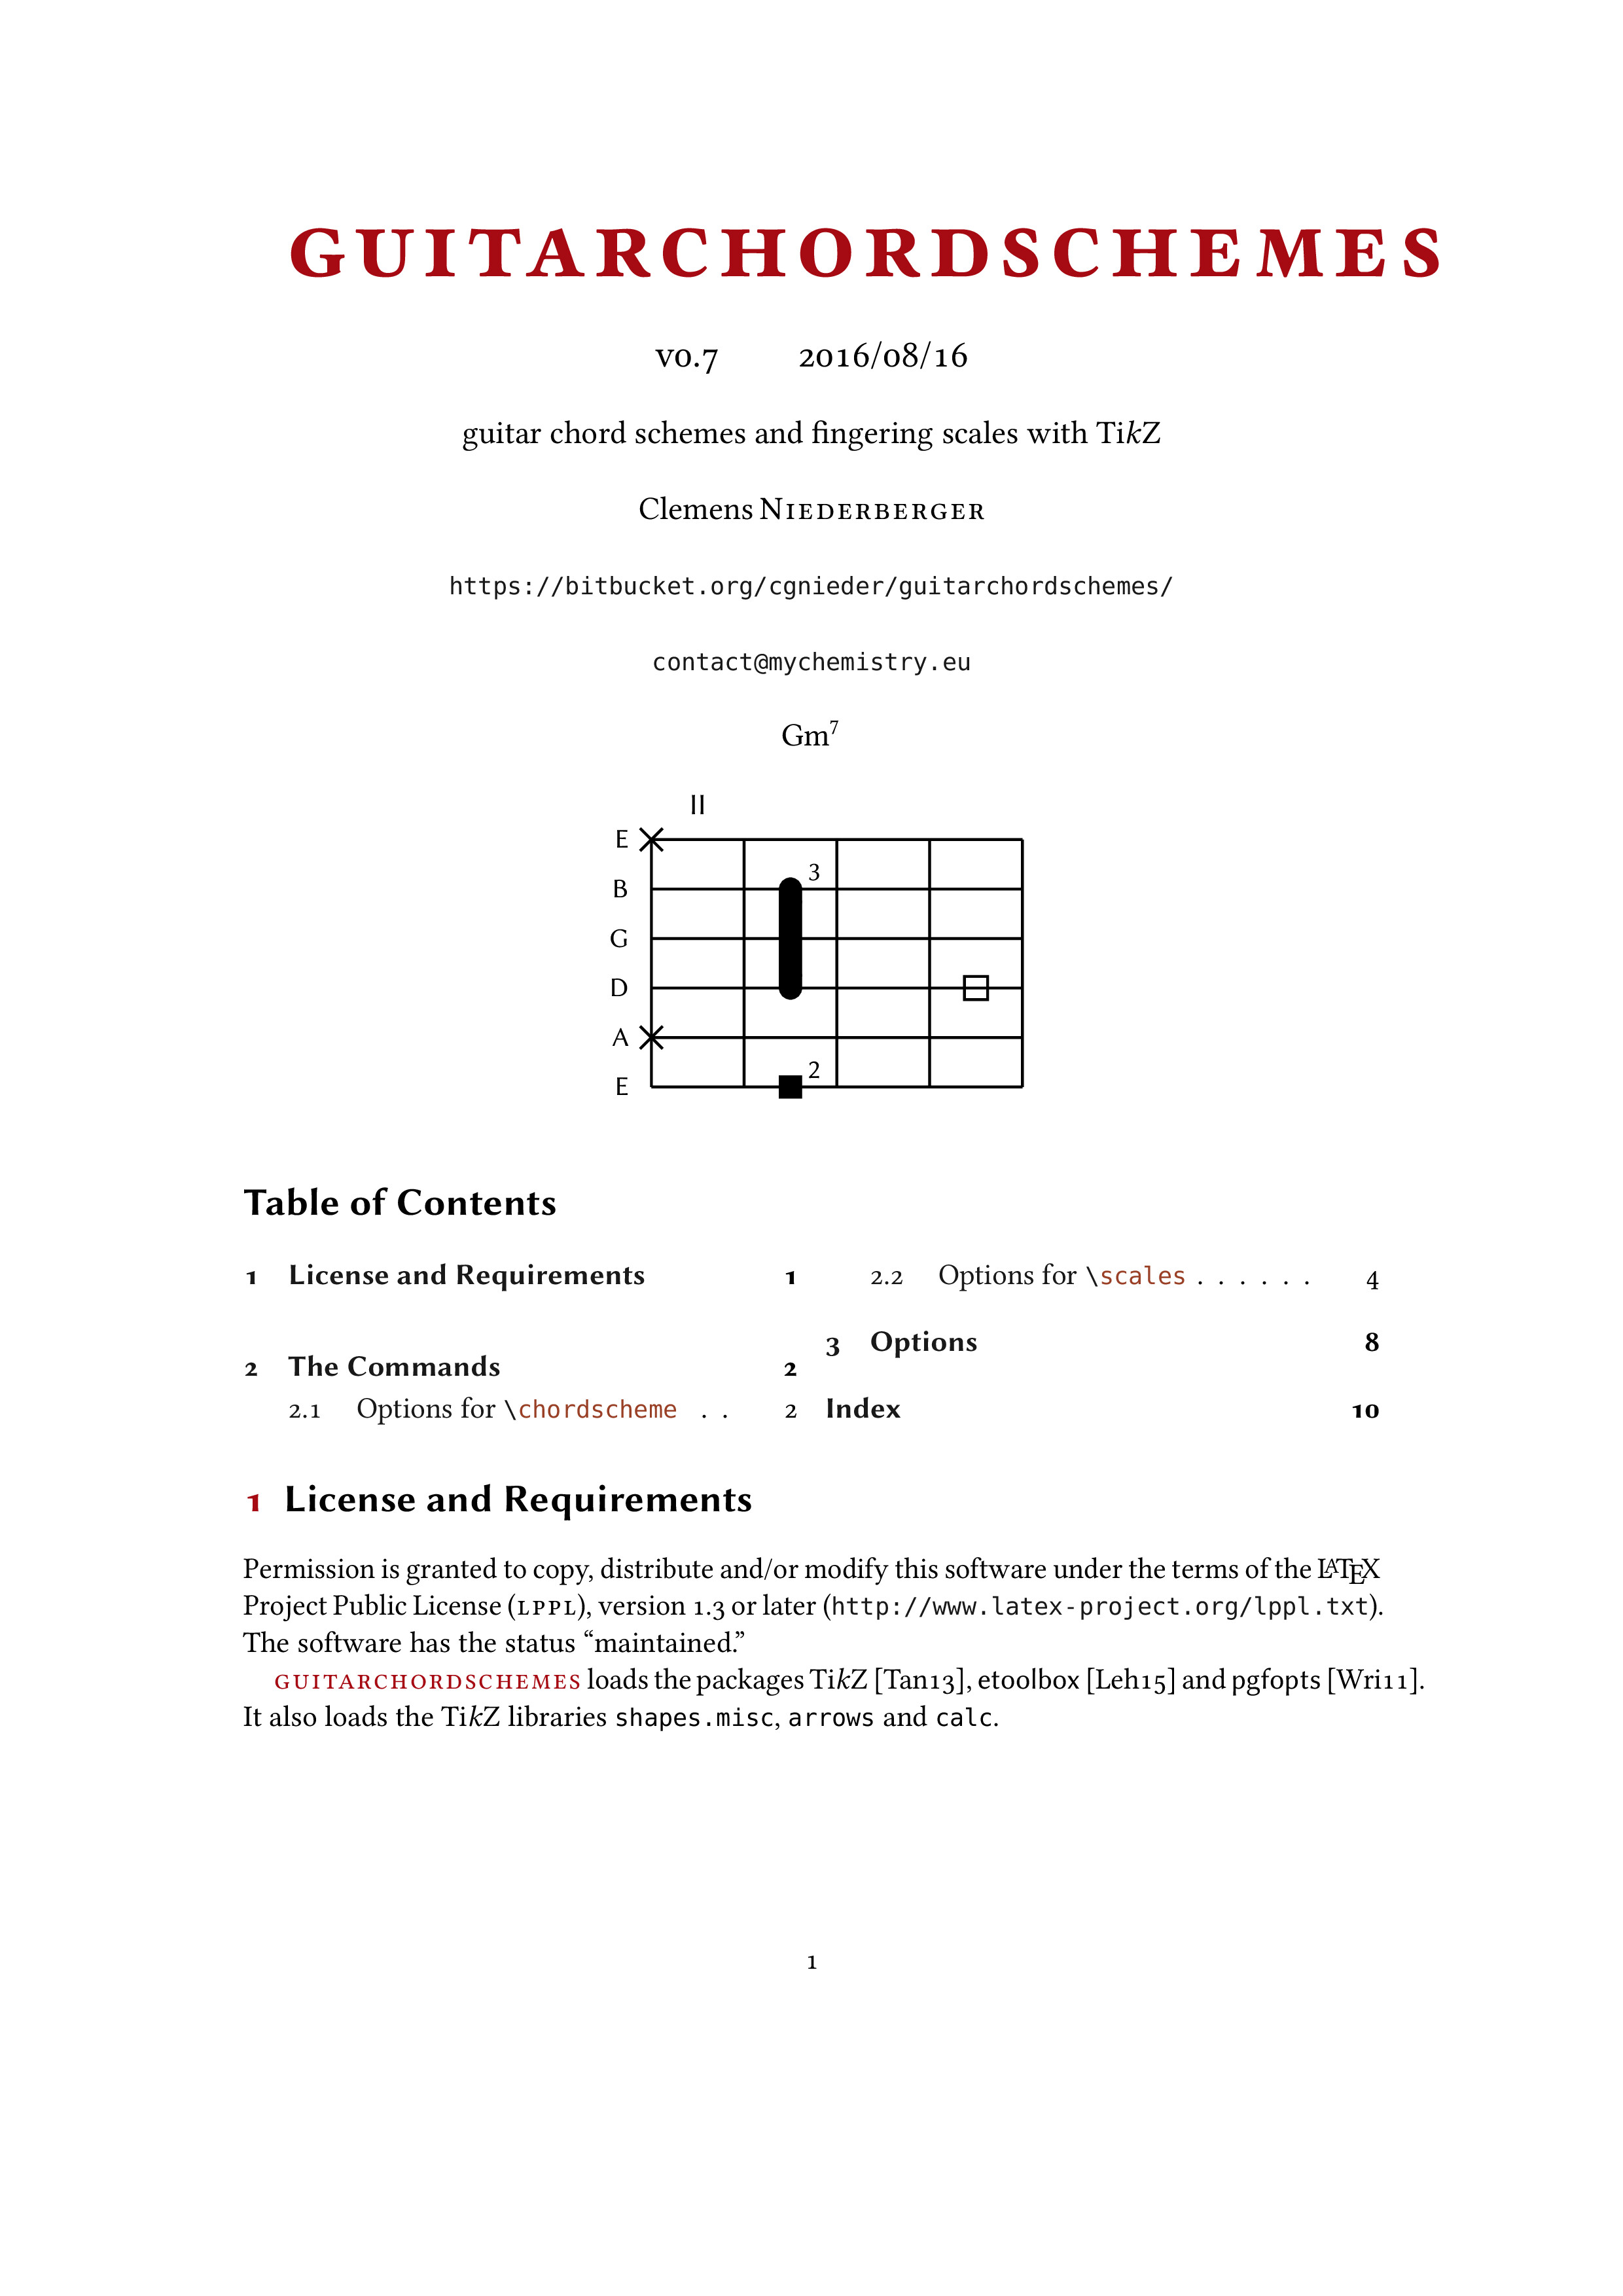 GUITARCHORDSCHEMES
v0.7 2016/08/16
guitar chord schemes and fingering scales with TikZ
Clemens NIEDERBERGER
https://bitbucket.org/cgnieder/guitarchordschemes/
contact@mychemistry.eu
Gm⁷
II
E
3
B
G
D
A
2
E
Table of Contents
1 License and Requirements 1
2 The Commands 2
2.1 Options for \chordscheme . . 2
2.2 Options for \scales . . . . . . 4
3 Options 8
Index 10
1 License and Requirements
Permission is granted to copy, distribute and/or modify this software under the terms of the LATEX
Project Public License (LPPL), version 1.3 or later (http://www.latex-project.org/lppl.txt).
The software has the status “maintained.”
GUITARCHORDSCHEMES loads the packages TikZ [Tan13], etoolbox [Leh15] and pgfopts [Wri11].
It also loads the TikZ libraries shapes.misc, arrows and calc.
1